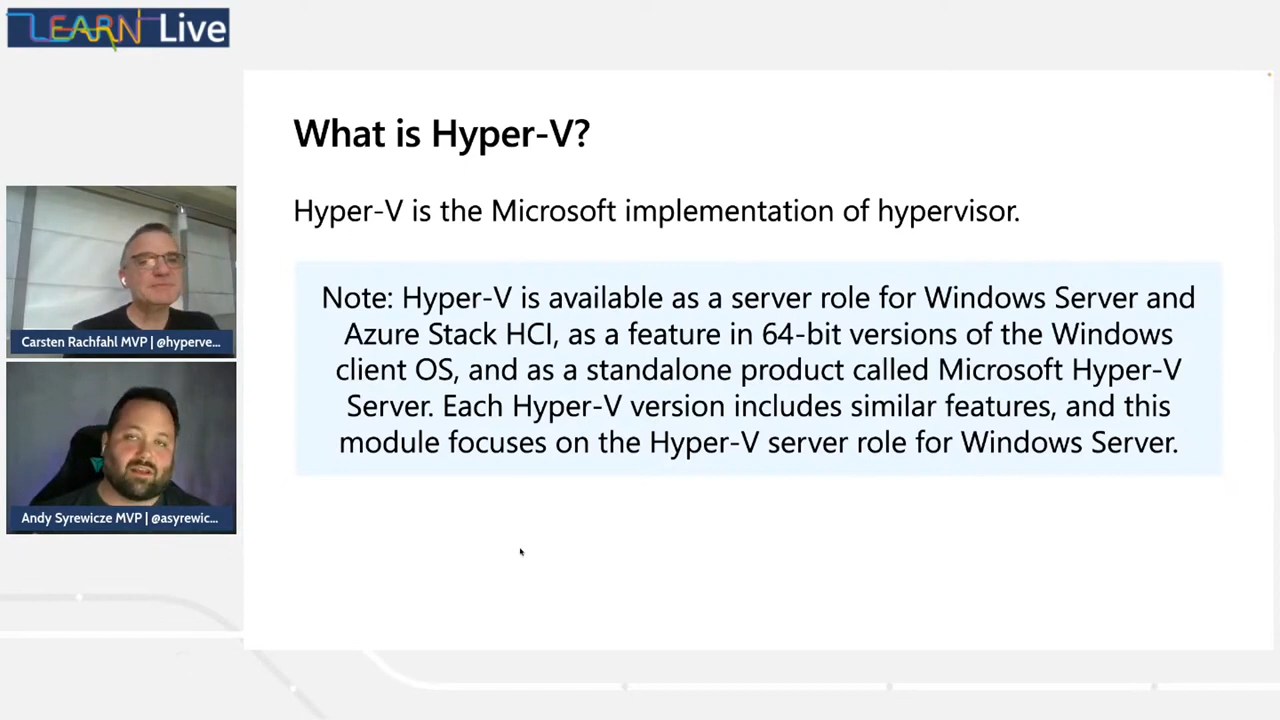 LEARN Live
What is Hyper-V?
Hyper-V is the Microsoft implementation of hypervisor.
Note: Hyper-V is available as a server role for Windows Server and
Azure Stack HCI, as a feature in 64-bit versions of the Windows
client OS, and as a standalone product called Microsoft Hyper-V
Server. Each Hyper-V version includes similar features, and this
module focuses on the Hyper-V server role for Windows Server.
Carsten Rachfahl MVP | @hyperve...
Andy Syrewicze MVP | @asyrewic...